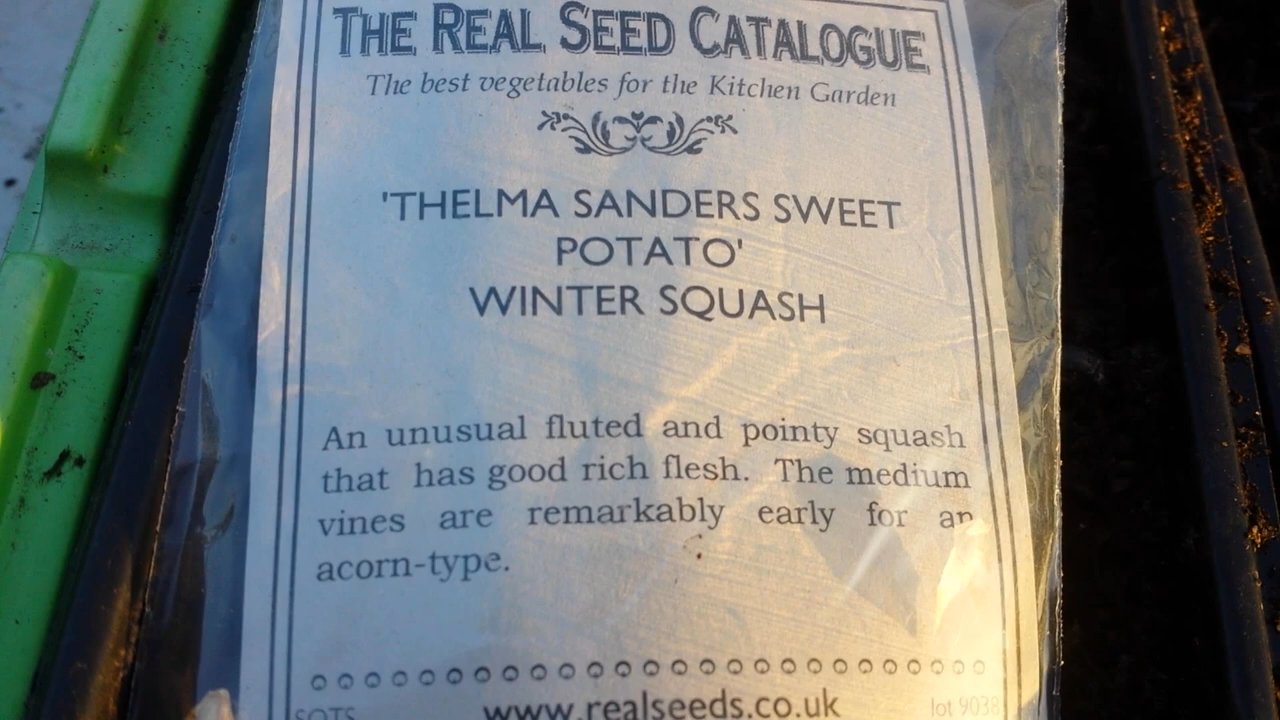 THE REAL SEED CATALOGUE
The best vegetables for the Kitchen Garden
'THELMA SANDERS SWEET
POTATO'
WINTER SQUASH
An unusual fluted and pointy squash
that has good rich flesh. The medium
vines are remarkably early for an
acorn-type.
SQTS www.realseeds.co.uk lot 9038